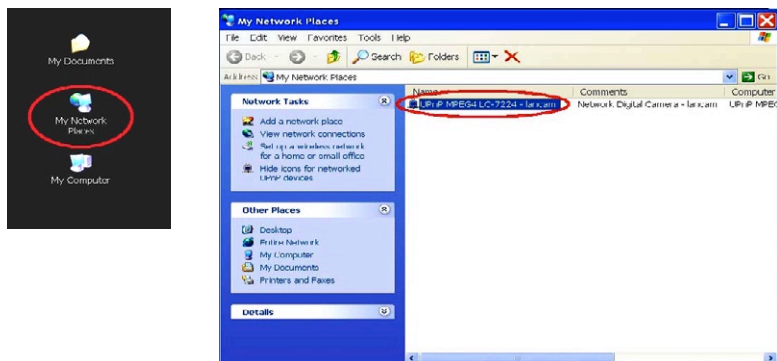 My Documents
My Network
Places
My Computer
My Network Places
File Edit View Favorites Tools Help
Back Search Folders
Address My Network Places Go
Name Comments Computer
UPnP MPEG4 LC-7224 - lancam Network Digital Camera - lancam UPnP MPEG
Network Tasks
Add a network place
View network connections
Set up a wireless network
for a home or small office
Hide icons for networked
UPnP devices
Other Places
Desktop
Entire Network
My Computer
My Documents
Printers and Faxes
Details